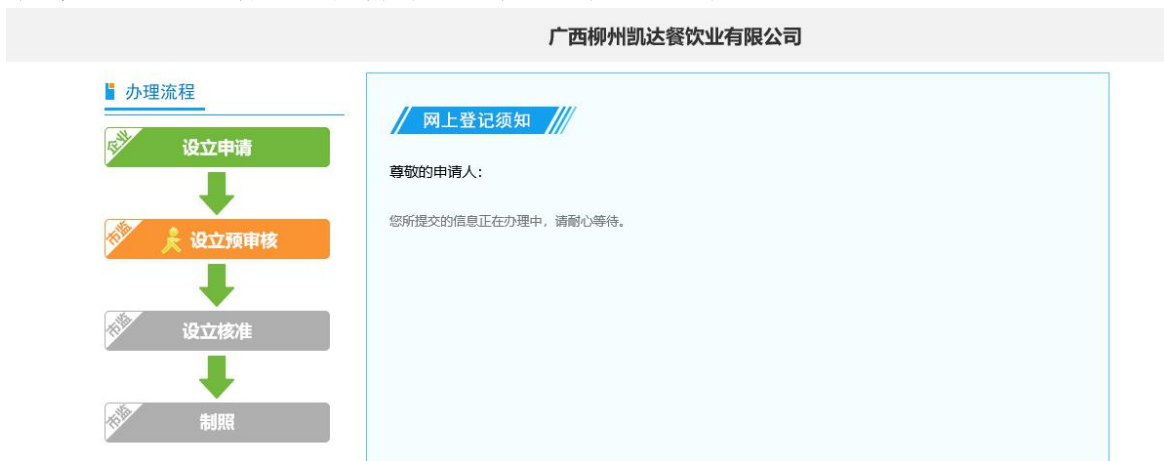 广西柳州凯达餐饮业有限公司
办理流程
企业
设立申请
市监
设立预审核
市监
设立核准
市监
制照
网上登记须知
尊敬的申请人：
您所提交的信息正在办理中，请耐心等待。